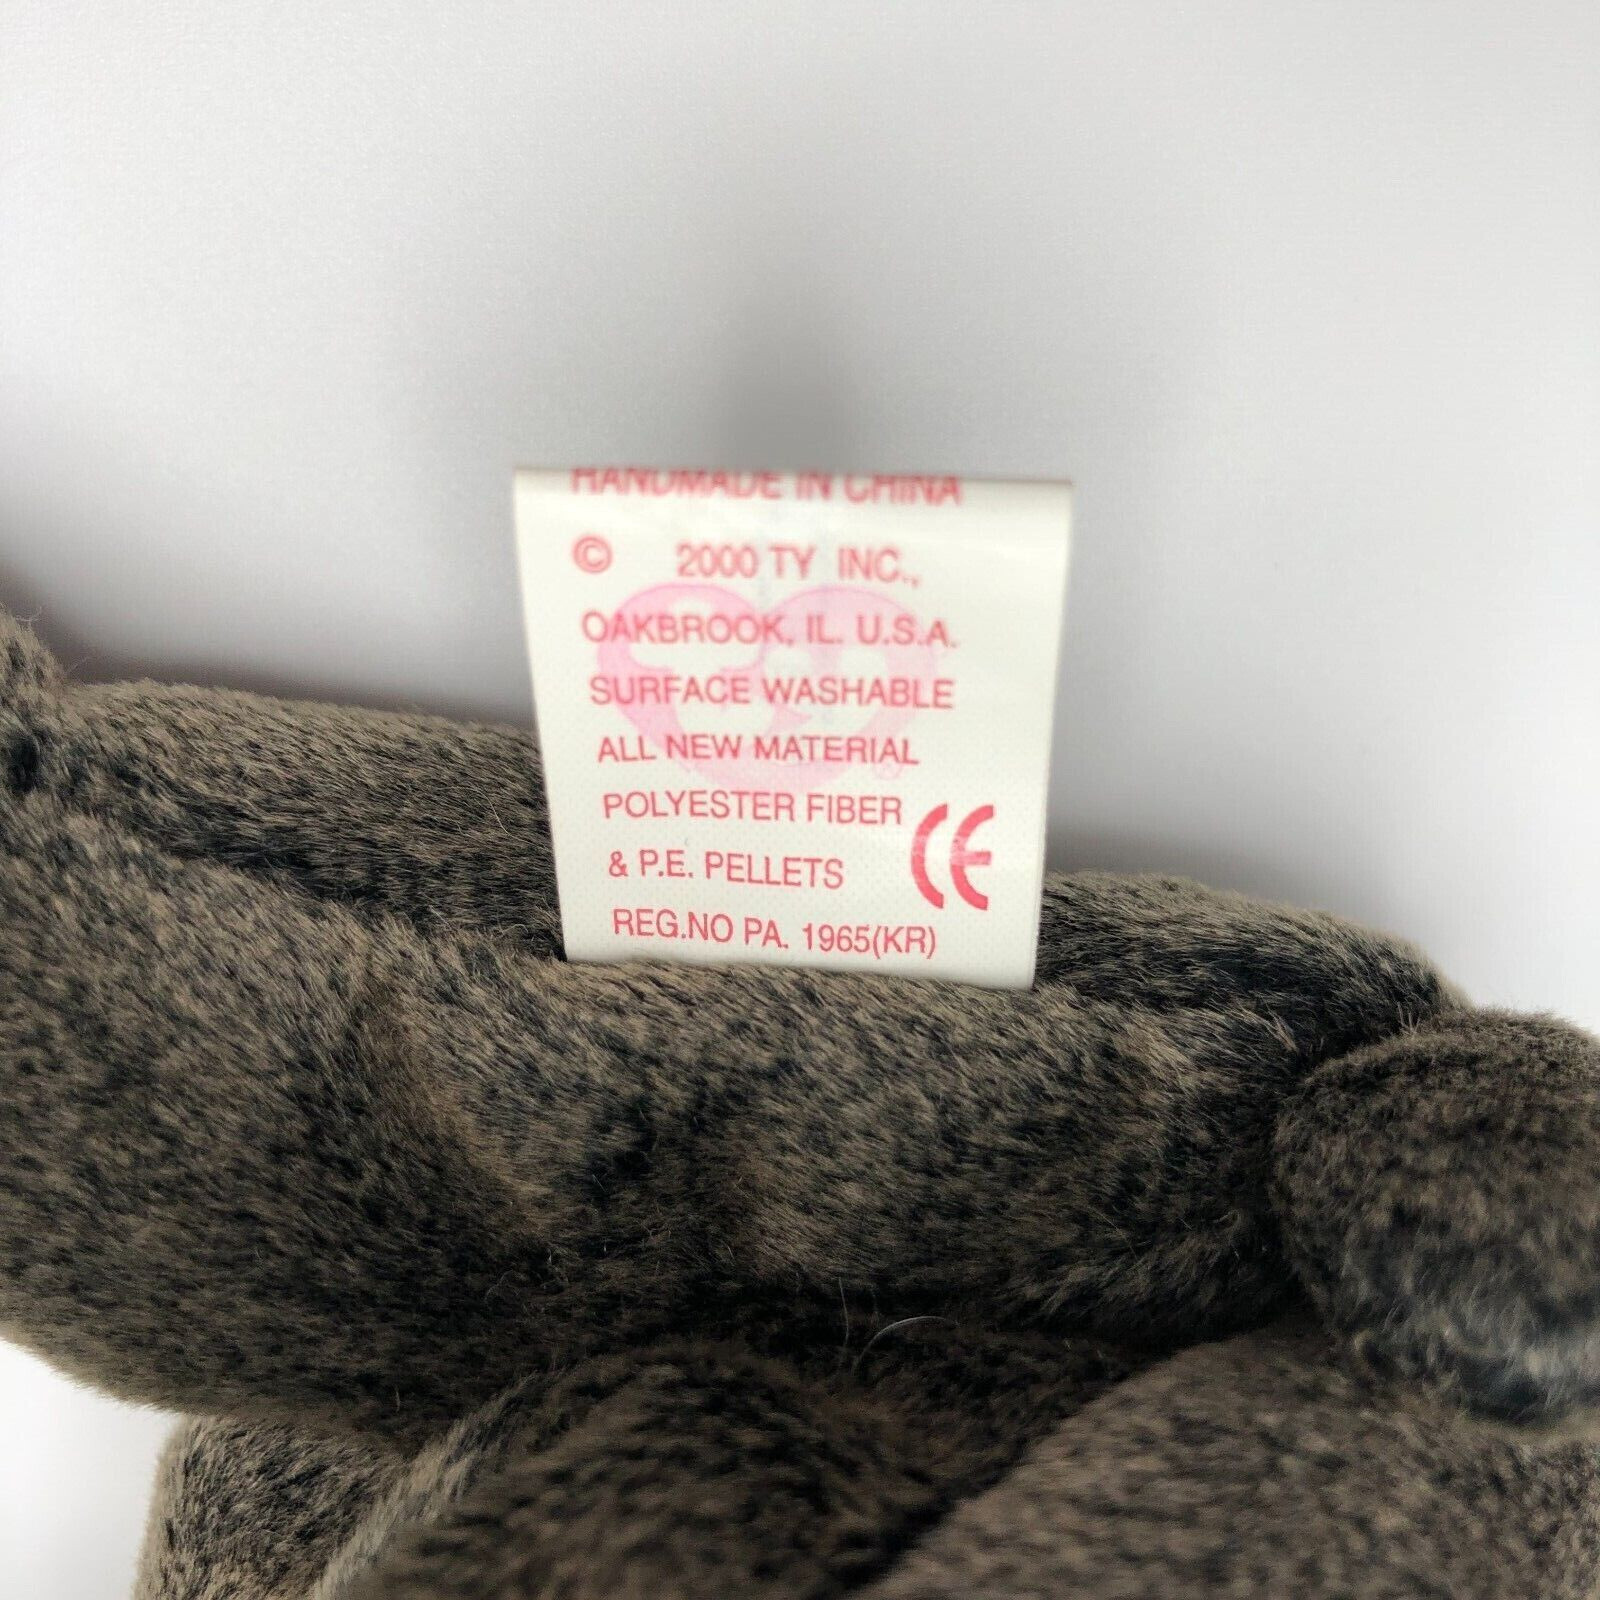 HANDMADE IN CHINA
© 2000 TY INC.,
OAKBROOK, IL. U.S.A.
SURFACE WASHABLE
ALL NEW MATERIAL
POLYESTER FIBER
& P.E. PELLETS CE
REG.NO PA. 1965(KR)